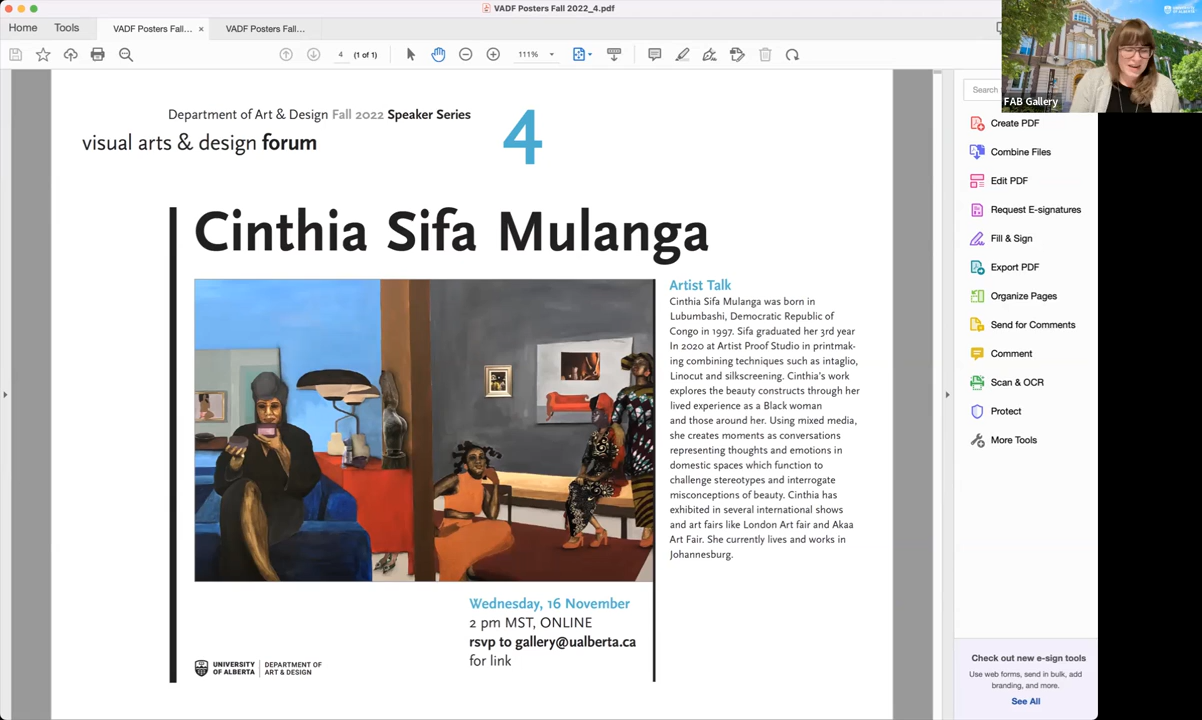 VADF Posters Fall 2022_4.pdf
Home
Tools
VADF Posters Fall...
×
VADF Posters Fall...
4
(1 of 1)
111%
UNIVERSITY OF ALBERTA
FAB Gallery
Search
Create PDF
Combine Files
Edit PDF
Request E-signatures
Fill & Sign
Export PDF
Organize Pages
Send for Comments
Comment
Scan & OCR
Protect
More Tools
Check out new e-sign tools
Use web forms, send in bulk, add
branding, and more.
See All
Department of Art & Design Fall 2022 Speaker Series
visual arts & design forum
4
Cinthia Sifa Mulanga
Artist Talk
Cinthia Sifa Mulanga was born in
Lubumbashi, Democratic Republic of
Congo in 1997. Sifa graduated her 3rd year
In 2020 at Artist Proof Studio in printmak-
ing combining techniques such as intaglio,
Linocut and silkscreening. Cinthia's work
explores the beauty constructs through her
lived experience as a Black woman
and those around her. Using mixed media,
she creates moments as conversations
representing thoughts and emotions in
domestic spaces which function to
challenge stereotypes and interrogate
misconceptions of beauty. Cinthia has
exhibited in several international shows
and art fairs like London Art fair and Akaa
Art Fair. She currently lives and works in
Johannesburg.
Wednesday, 16 November
2 pm MST, ONLINE
rsvp to gallery@ualberta.ca
for link
UNIVERSITY
OF ALBERTA
DEPARTMENT OF
ART & DESIGN